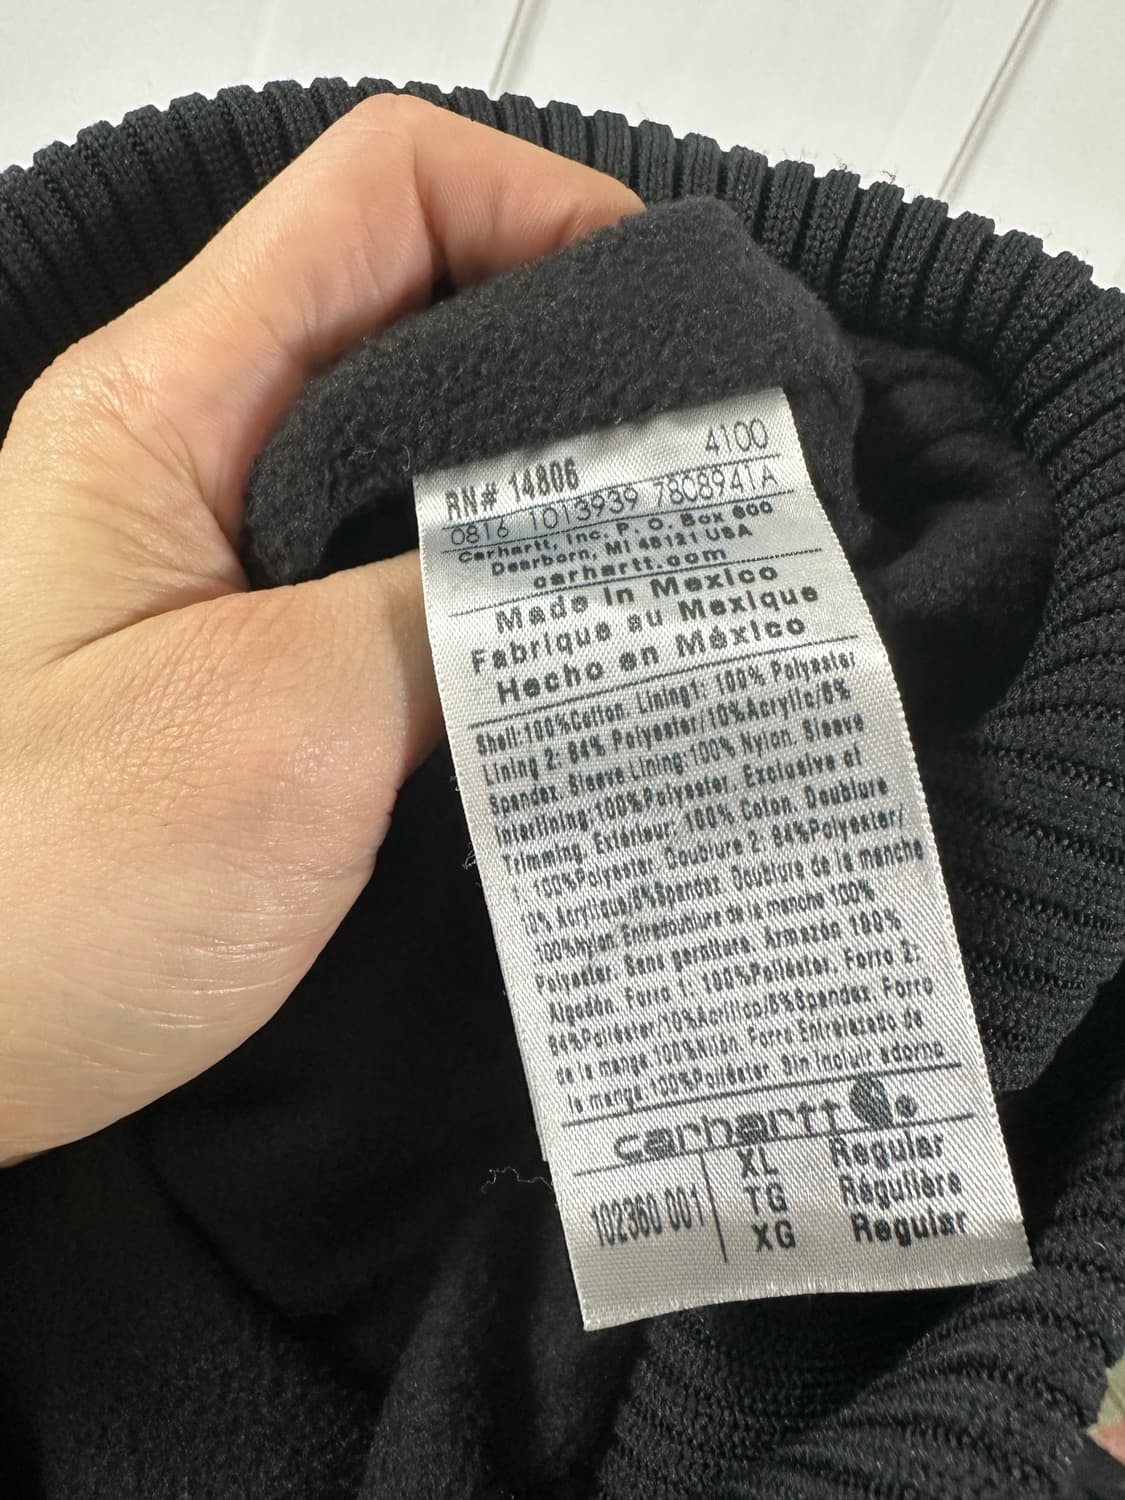 4100
RN# 14806
0816 1013939 7808941A
Carhartt, Inc. P.O. Box 600
Dearborn, MI 48121 USA
carhartt.com
Made in Mexico
Fabriqué au Mexique
Hecho en México
Shell:100%Cotton. Lining1: 100% Polyester
Lining 2: 84% Polyester/10%Acrylic/6%
Spandex. Sleeve Lining:100% Nylon. Sleeve
Interlining:100%Polyester. Exclusive of
Trimming. Extérieur: 100% Coton. Doublure
1: 100%Polyester. Doublure 2: 84%Polyester/
10% Acrylique/6%Spandex. Doublure de la manche
100%Nylon. Entredoublure de la manche 100%
Polyester. Sans garniture. Armazón 100%
Algodón. Forro 1: 100%Poliéster. Forro 2:
84%Poliéster/10%Acrílico/6%Spandex. Forro
de la manga 100%Nilón. Forro Entrelazado de
la manga:100%Poliéster. Sin incluir adorno
carhartt
XL Regular
102360 001 TG Régulière
XG Regular